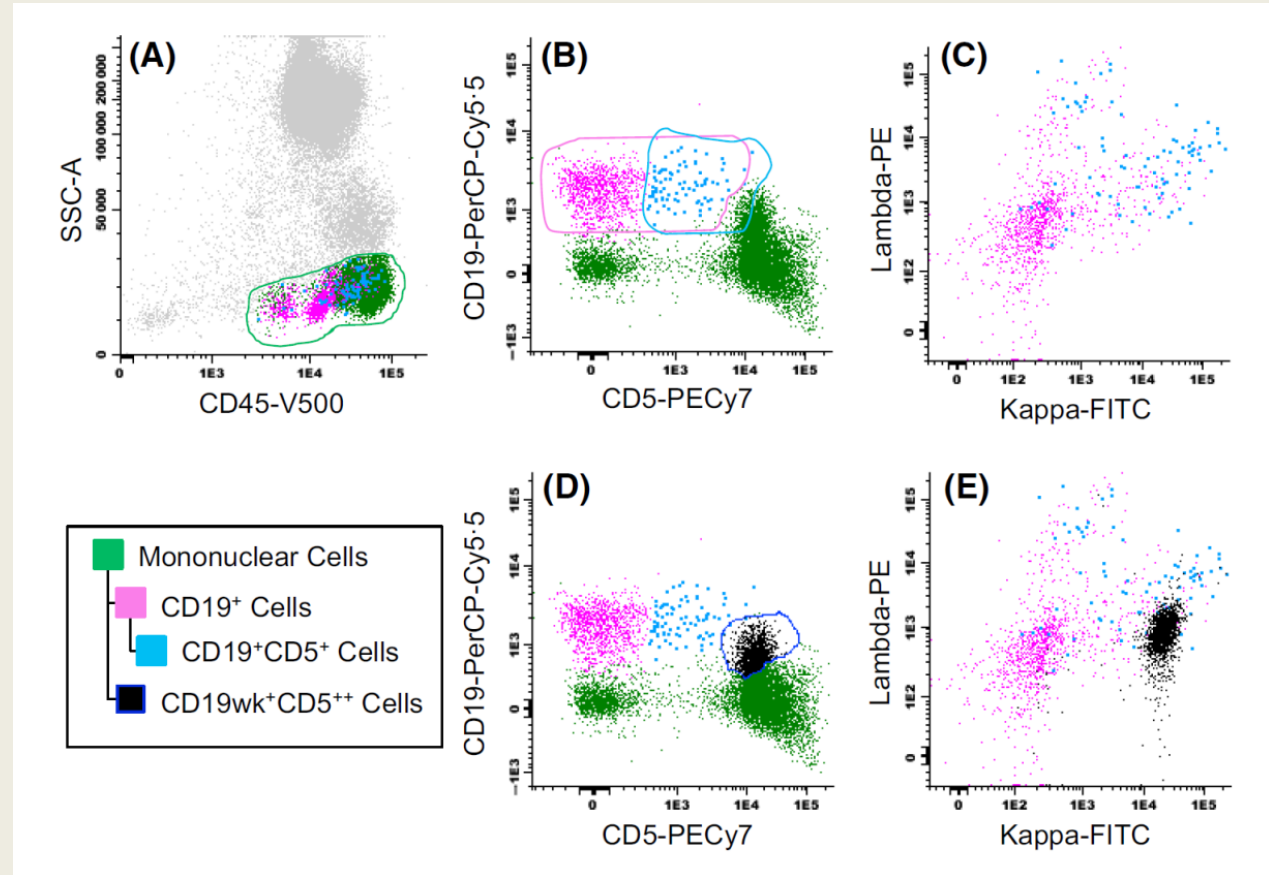 (A)
SSC-A
200 000
100 000
50 000
0
0 1E3 1E4 1E5
CD45-V500
(B)
CD19-PerCP-Cy5·5
1E5
1E4
1E3
0
−1E3
0 1E3 1E4 1E5
CD5-PECy7
(C)
Lambda-PE
1E5
1E4
1E3
1E2
0
0 1E2 1E3 1E4 1E5
Kappa-FITC
Mononuclear Cells
CD19⁺ Cells
CD19⁺CD5⁺ Cells
CD19wk⁺CD5⁺⁺ Cells
(D)
CD19-PerCP-Cy5·5
1E5
1E4
1E3
0
−1E3
0 1E3 1E4 1E5
CD5-PECy7
(E)
Lambda-PE
1E5
1E4
1E3
1E2
0
0 1E2 1E3 1E4 1E5
Kappa-FITC